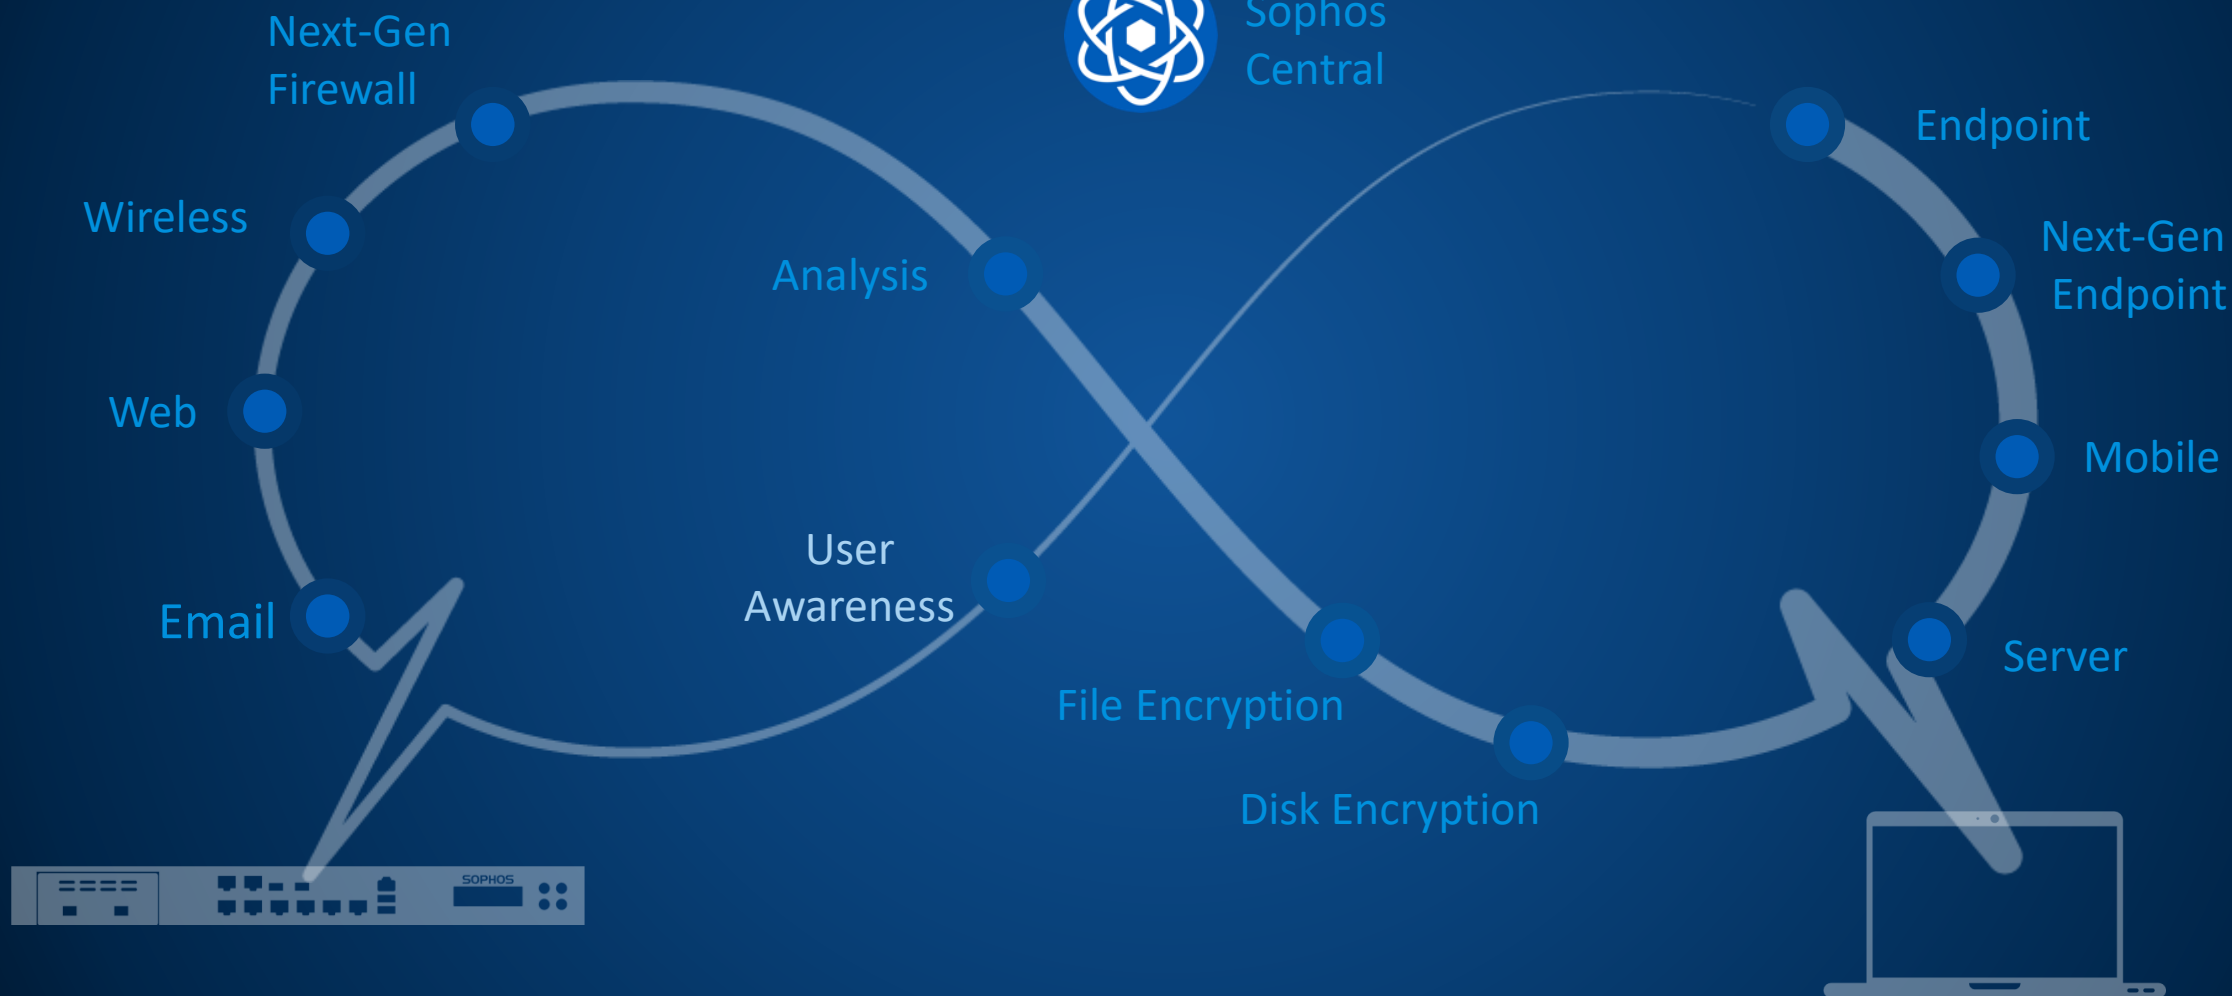 Next-Gen
Firewall
Sophos
Central
Endpoint
Wireless
Next-Gen
Endpoint
Analysis
Web
Mobile
User
Awareness
Email
Server
File Encryption
Disk Encryption
SOPHOS